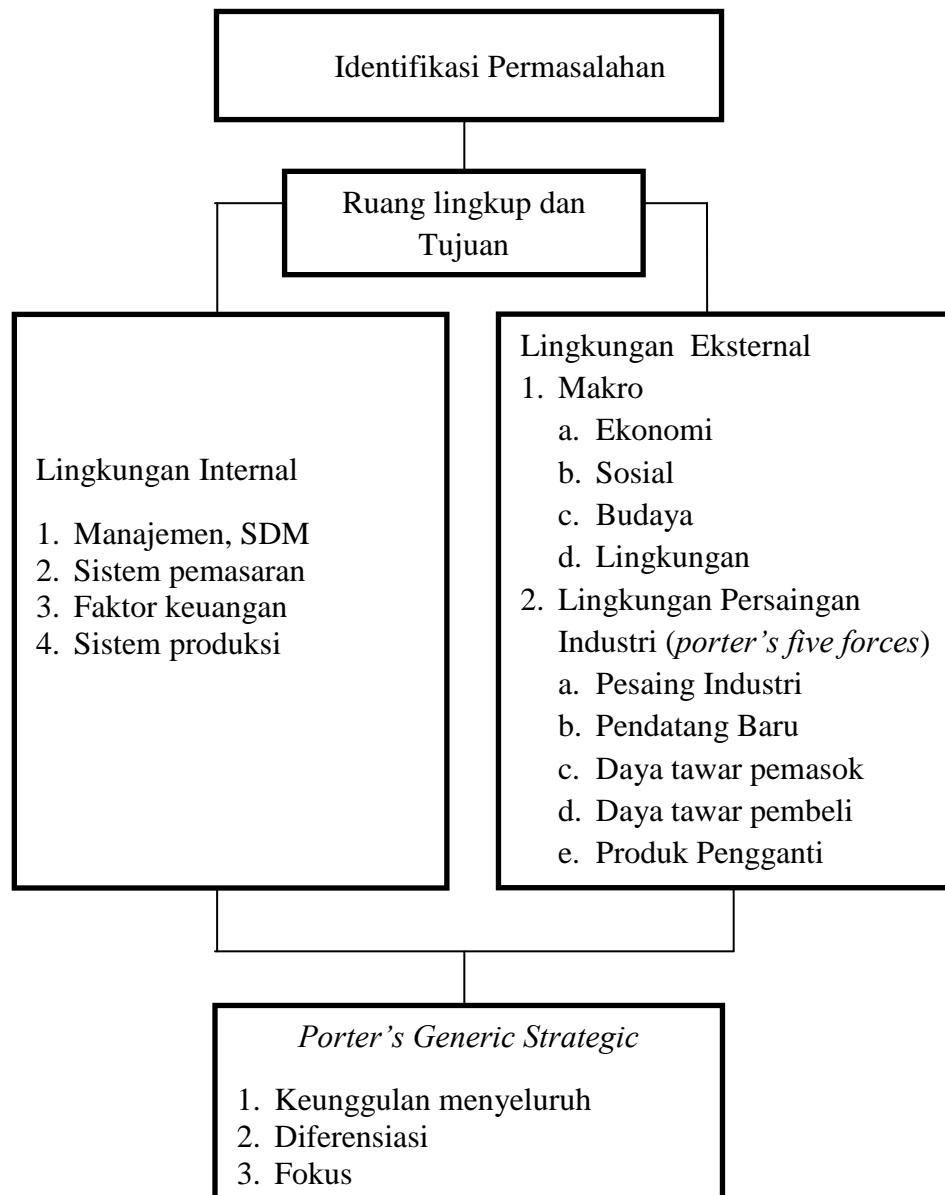 Identifikasi Permasalahan
Ruang lingkup dan
Tujuan
Lingkungan Internal
1. Manajemen, SDM
2. Sistem pemasaran
3. Faktor keuangan
4. Sistem produksi
Lingkungan Eksternal
1. Makro
a. Ekonomi
b. Sosial
c. Budaya
d. Lingkungan
2. Lingkungan Persaingan
Industri (porter’s five forces)
a. Pesaing Industri
b. Pendatang Baru
c. Daya tawar pemasok
d. Daya tawar pembeli
e. Produk Pengganti
Porter’s Generic Strategic
1. Keunggulan menyeluruh
2. Diferensiasi
3. Fokus